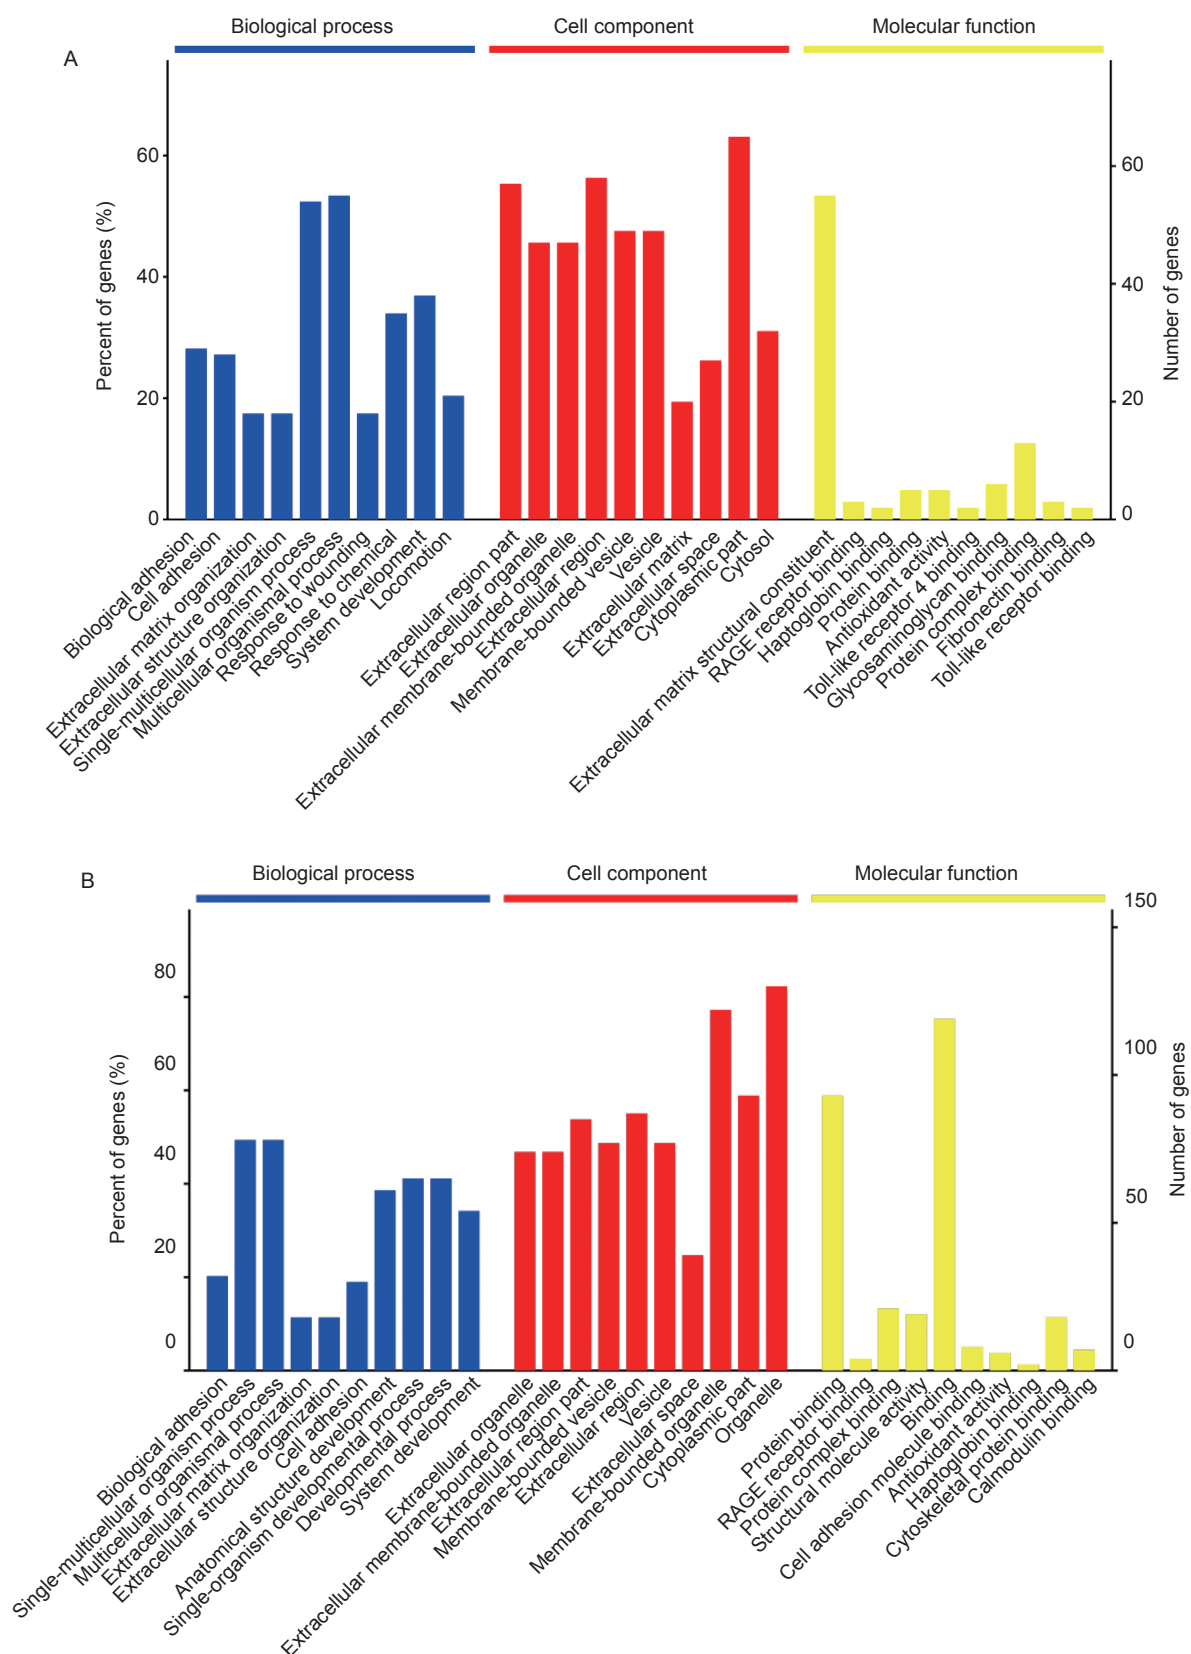 A
Biological process
Cell component
Molecular function
Percent of genes (%)
60
40
20
0
Number of genes
60
40
20
0
Biological adhesion
Cell adhesion
Extracellular matrix organization
Extracellular structure organization
Single-multicellular organism process
Multicellular organismal process
Response to wounding
Response to chemical
System development
Locomotion
Extracellular region part
Extracellular organelle
Extracellular membrane-bounded organelle
Extracellular region
Membrane-bounded vesicle
Vesicle
Extracellular matrix
Extracellular space
Cytoplasmic part
Cytosol
Extracellular matrix structural constituent
RAGE receptor binding
Haptoglobin binding
Protein binding
Antioxidant activity
Toll-like receptor 4 binding
Glycosaminoglycan binding
Protein complex binding
Fibronectin binding
Toll-like receptor binding
B
Biological process
Cell component
Molecular function
Percent of genes (%)
80
60
40
20
0
Number of genes
150
100
50
0
Biological adhesion
Single-multicellular organism process
Multicellular organismal process
Extracellular matrix organization
Extracellular structure organization
Cell adhesion
Anatomical structure development
Single-organism developmental process
Developmental process
System development
Extracellular organelle
Extracellular membrane-bounded organelle
Extracellular region part
Membrane-bounded vesicle
Extracellular region
Vesicle
Extracellular space
Membrane-bounded organelle
Cytoplasmic part
Organelle
Protein binding
RAGE receptor binding
Protein complex binding
Structural molecule activity
Binding
Cell adhesion molecule binding
Antioxidant activity
Haptoglobin binding
Cytoskeletal protein binding
Calmodulin binding